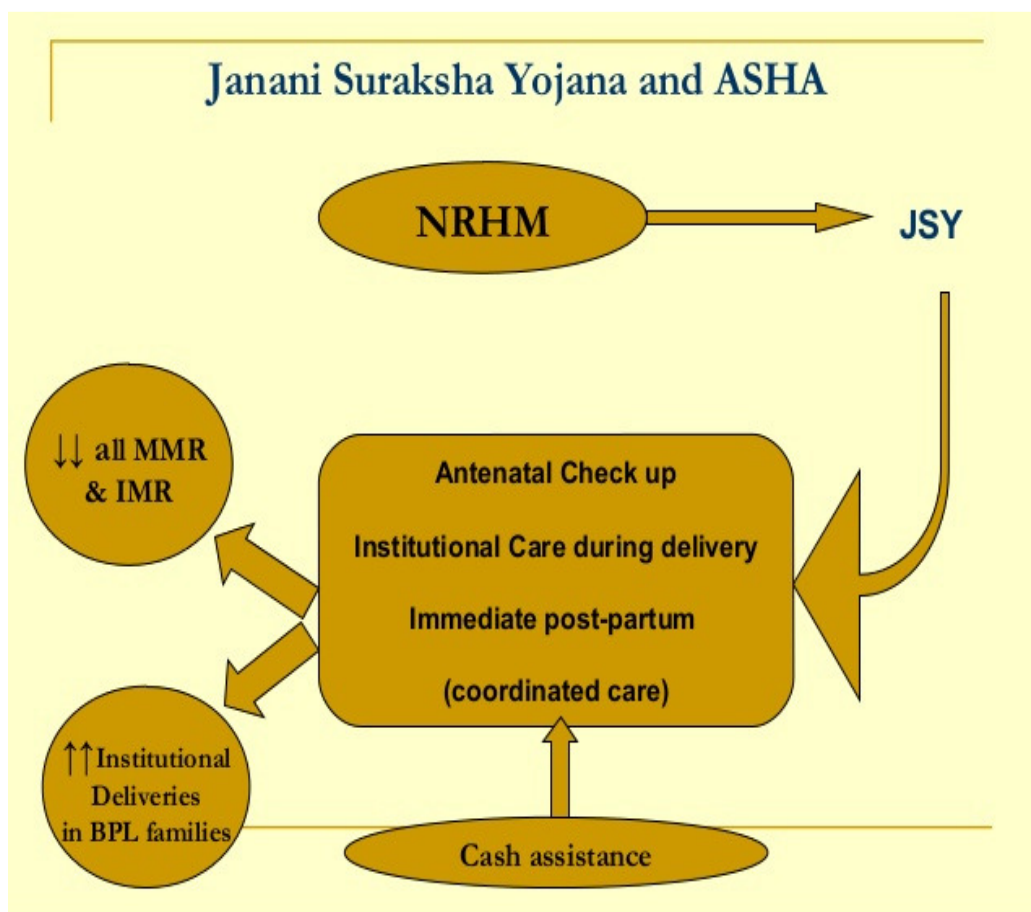 Janani Suraksha Yojana and ASHA
NRHM
JSY
↓↓ all MMR
& IMR
Antenatal Check up
Institutional Care during delivery
Immediate post-partum
(coordinated care)
↑↑Institutional
Deliveries
in BPL families
Cash assistance